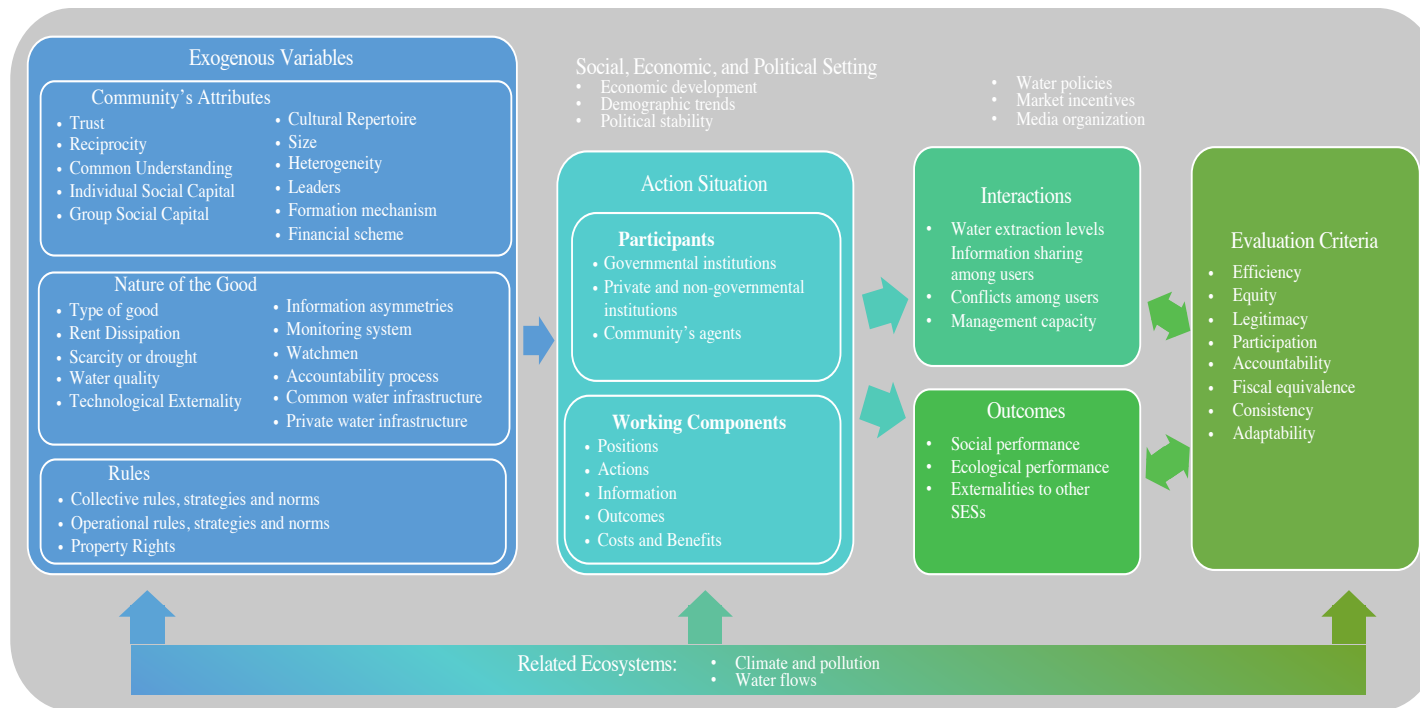 Exogenous Variables
Community's Attributes
• Trust
• Reciprocity
• Common Understanding
• Individual Social Capital
• Group Social Capital
• Cultural Repertoire
• Size
• Heterogeneity
• Leaders
• Formation mechanism
• Financial scheme
Nature of the Good
• Type of good
• Rent Dissipation
• Scarcity or drought
• Water quality
• Technological Externality
• Information asymmetries
• Monitoring system
• Watchmen
• Accountability process
• Common water infrastructure
• Private water infrastructure
Rules
• Collective rules, strategies and norms
• Operational rules, strategies and norms
• Property Rights
Social, Economic, and Political Setting
• Economic development
• Demographic trends
• Political stability
• Water policies
• Market incentives
• Media organization
Action Situation
Participants
• Governmental institutions
• Private and non-governmental
institutions
• Community's agents
Working Components
• Positions
• Actions
• Information
• Outcomes
• Costs and Benefits
Interactions
• Water extraction levels
Information sharing
among users
• Conflicts among users
• Management capacity
Outcomes
• Social performance
• Ecological performance
• Externalities to other
SESs
Evaluation Criteria
• Efficiency
• Equity
• Legitimacy
• Participation
• Accountability
• Fiscal equivalence
• Consistency
• Adaptability
Related Ecosystems:
• Climate and pollution
• Water flows